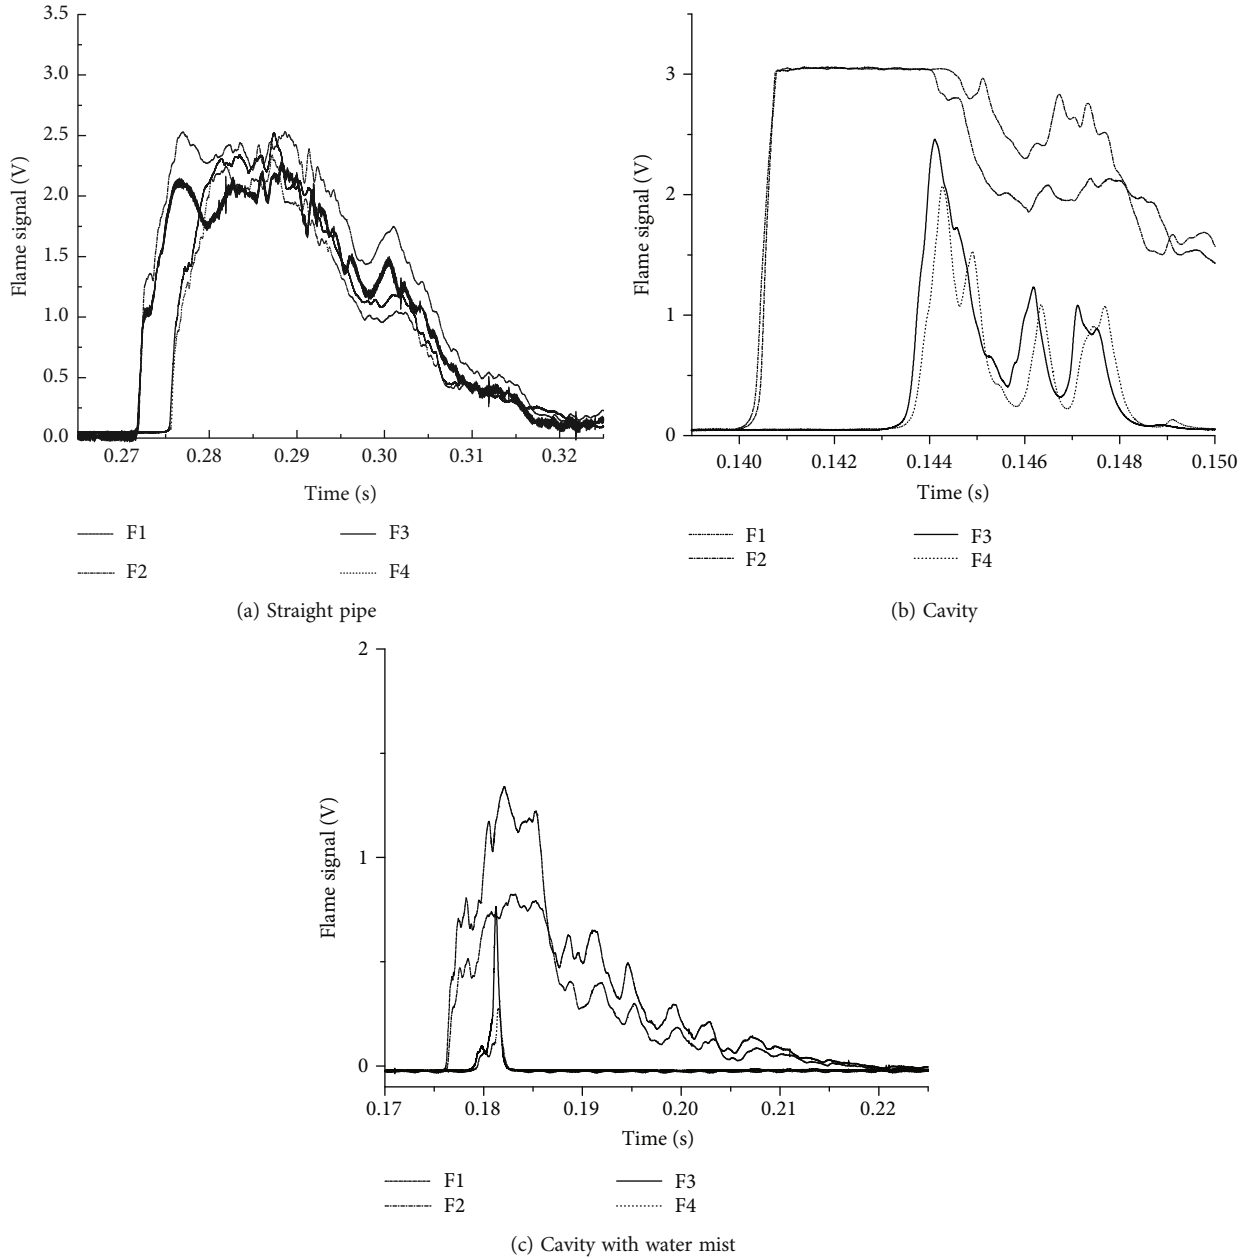 3.5
3.0
2.5
2.0
1.5
1.0
0.5
0.0
Flame signal (V)
0.27 0.28 0.29 0.30 0.31 0.32
Time (s)
F1 F3
F2 F4
(a) Straight pipe
3
2
1
0
Flame signal (V)
0.140 0.142 0.144 0.146 0.148 0.150
Time (s)
F1 F3
F2 F4
(b) Cavity
2
1
0
Flame signal (V)
0.17 0.18 0.19 0.20 0.21 0.22
Time (s)
F1 F3
F2 F4
(c) Cavity with water mist